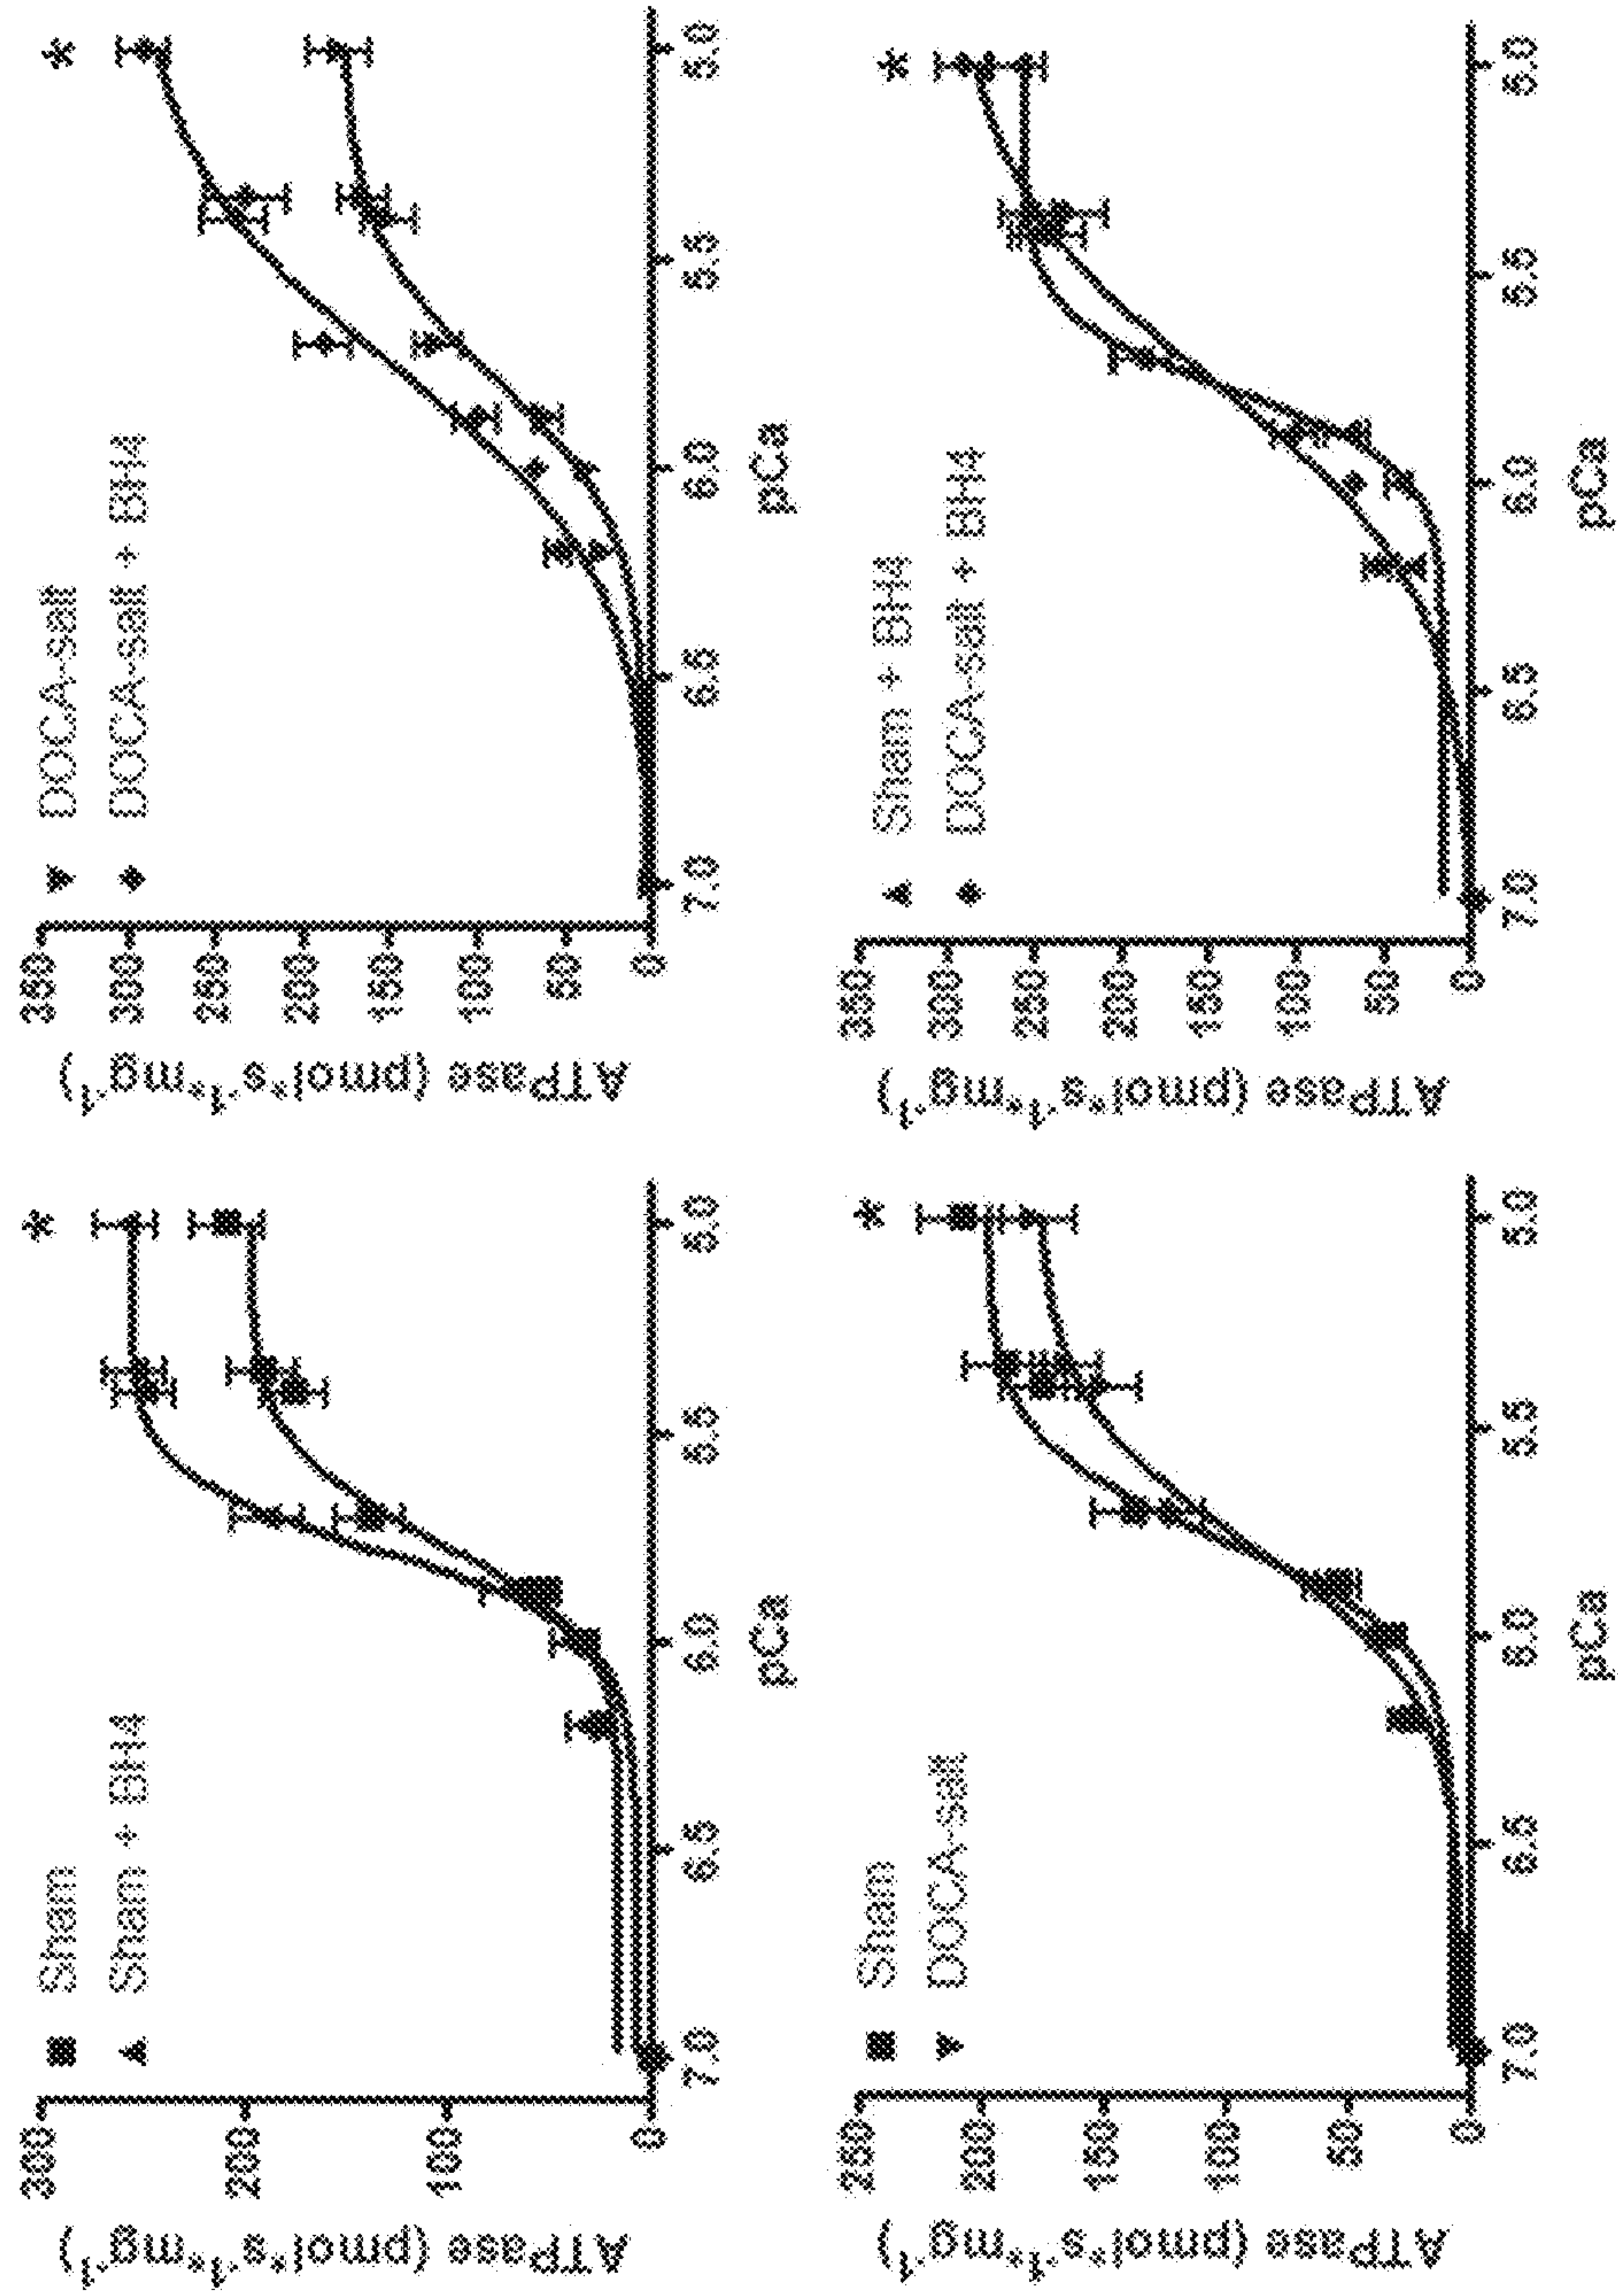 ATPase (pmol*s⁻¹*mg⁻¹)
300
200
100
0
Sham
Sham + BH4
*
7.0 6.5 6.0 5.5 5.0
pCa
ATPase (pmol*s⁻¹*mg⁻¹)
350
300
250
200
150
100
50
0
DOCA-salt
DOCA-salt + BH4
*
7.0 6.5 6.0 5.5 5.0
pCa
ATPase (pmol*s⁻¹*mg⁻¹)
250
200
150
100
50
0
Sham
DOCA-salt
*
7.0 6.5 6.0 5.5 5.0
pCa
ATPase (pmol*s⁻¹*mg⁻¹)
350
300
250
200
150
100
50
0
Sham + BH4
DOCA-salt + BH4
*
7.0 6.5 6.0 5.5 5.0
pCa